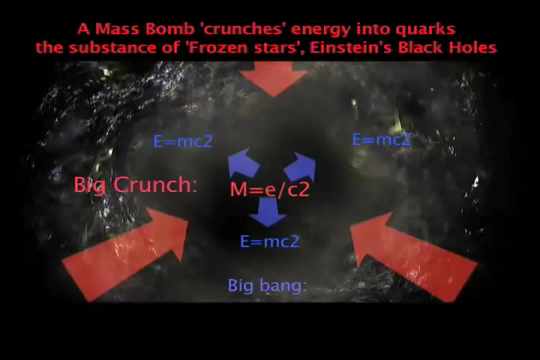 A Mass Bomb 'crunches' energy into quarks
the substance of 'Frozen stars', Einstein's Black Holes
E=mc2
E=mc2
Big Crunch:
M=e/c2
E=mc2
Big bang: